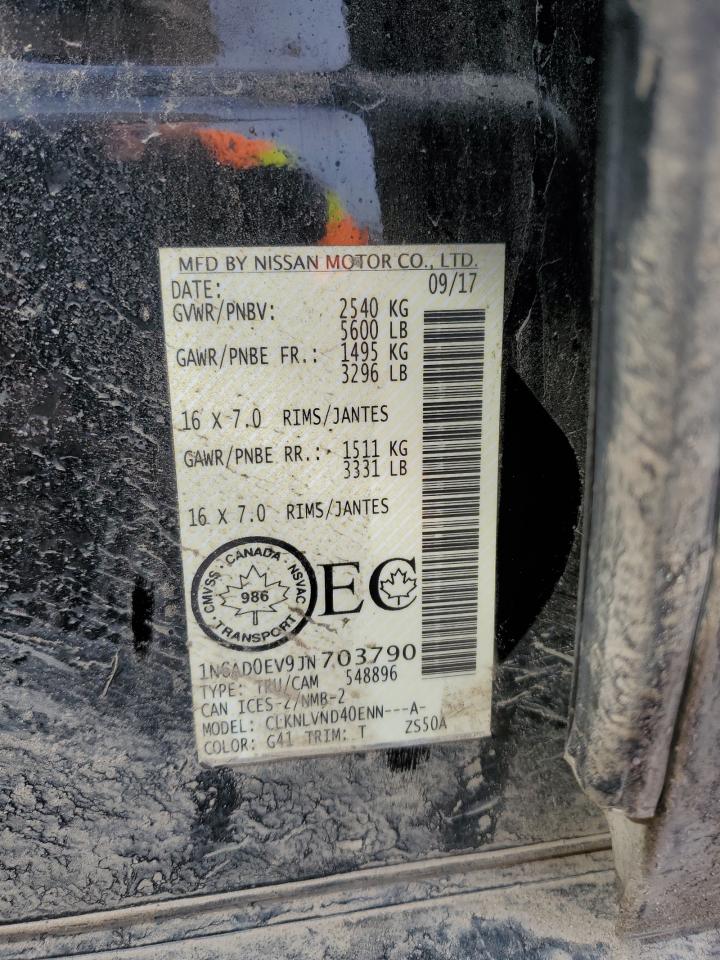 MFD BY NISSAN MOTOR CO., LTD.
DATE: 09/17
GVWR/PNBV: 2540 KG
5600 LB
GAWR/PNBE FR.: 1495 KG
3296 LB
16 X 7.0 RIMS/JANTES
GAWR/PNBE RR.: 1511 KG
3331 LB
16 X 7.0 RIMS/JANTES
CMVSS · CANADA · NSVAC
986
TRANSPORT
EC
1N6AD0EV9JN703790
TYPE: TRU/CAM 548896
CAN ICES-2/NMB-2
MODEL: CLKNLVND40ENN---A-
COLOR: G41 TRIM: T ZS50A